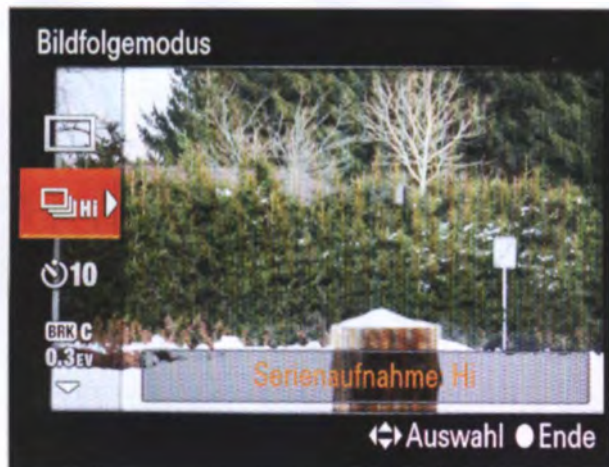 Bildfolgemodus
Hi
10
BRK C
0.3EV
Serienaufnahme: Hi
Auswahl Ende